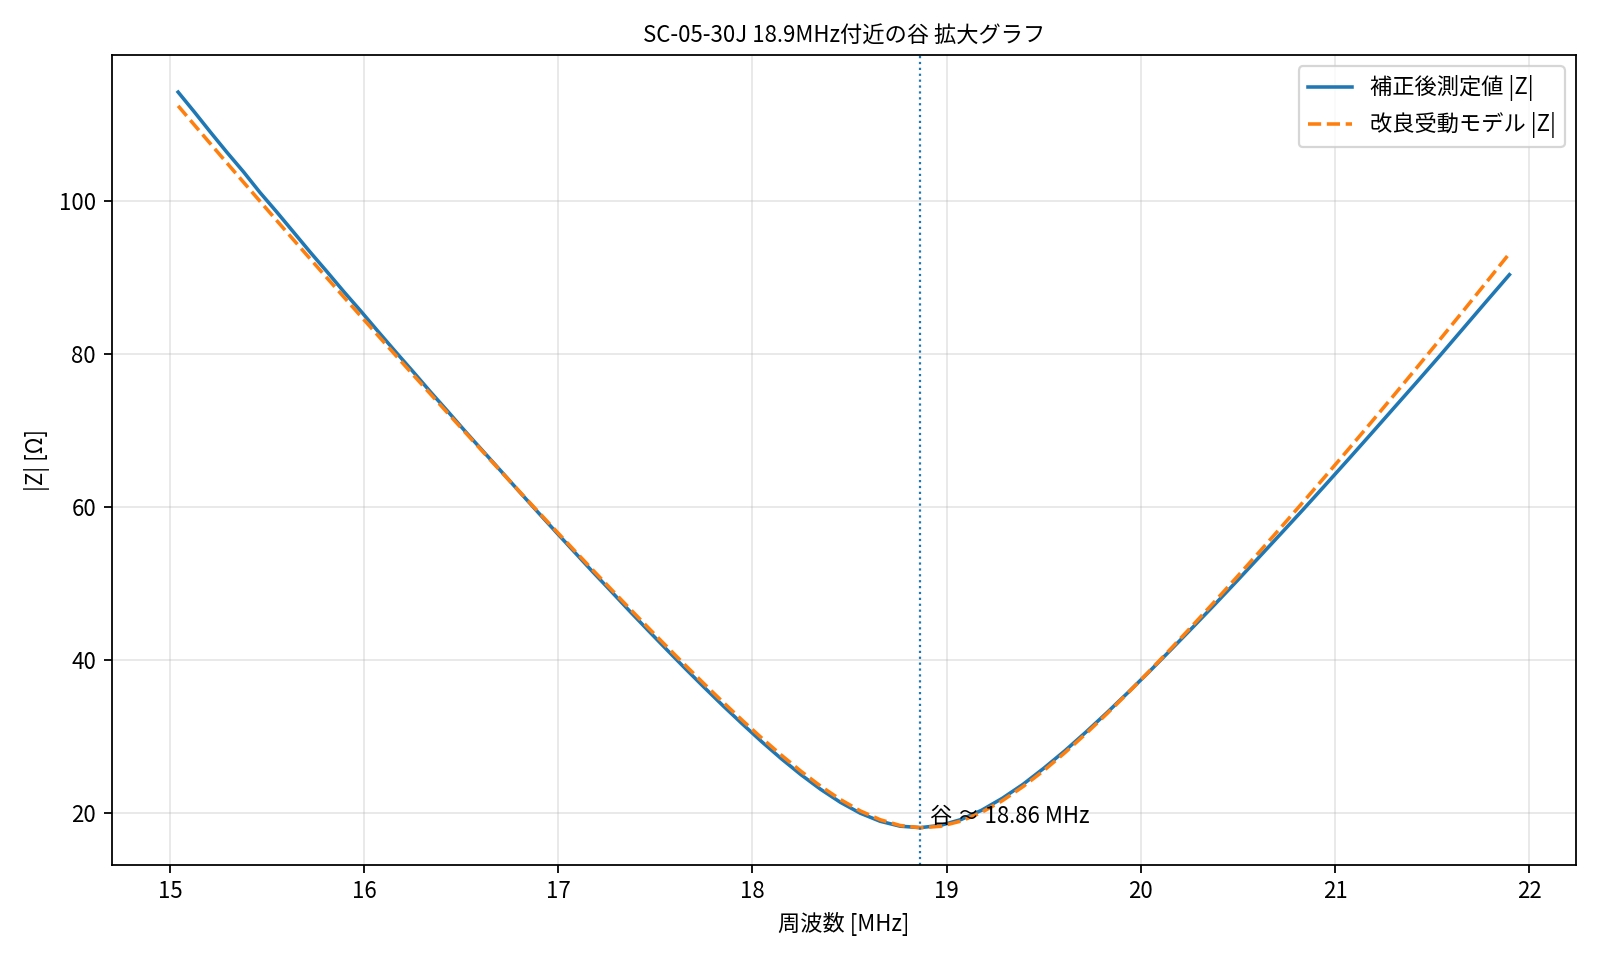 SC-05-30J 18.9MHz付近の谷 拡大グラフ
補正後測定値 |Z|
改良受動モデル |Z|
|Z| [Ω]
100
80
60
40
20
谷 ≈ 18.86 MHz
15 16 17 18 19 20 21 22
周波数 [MHz]